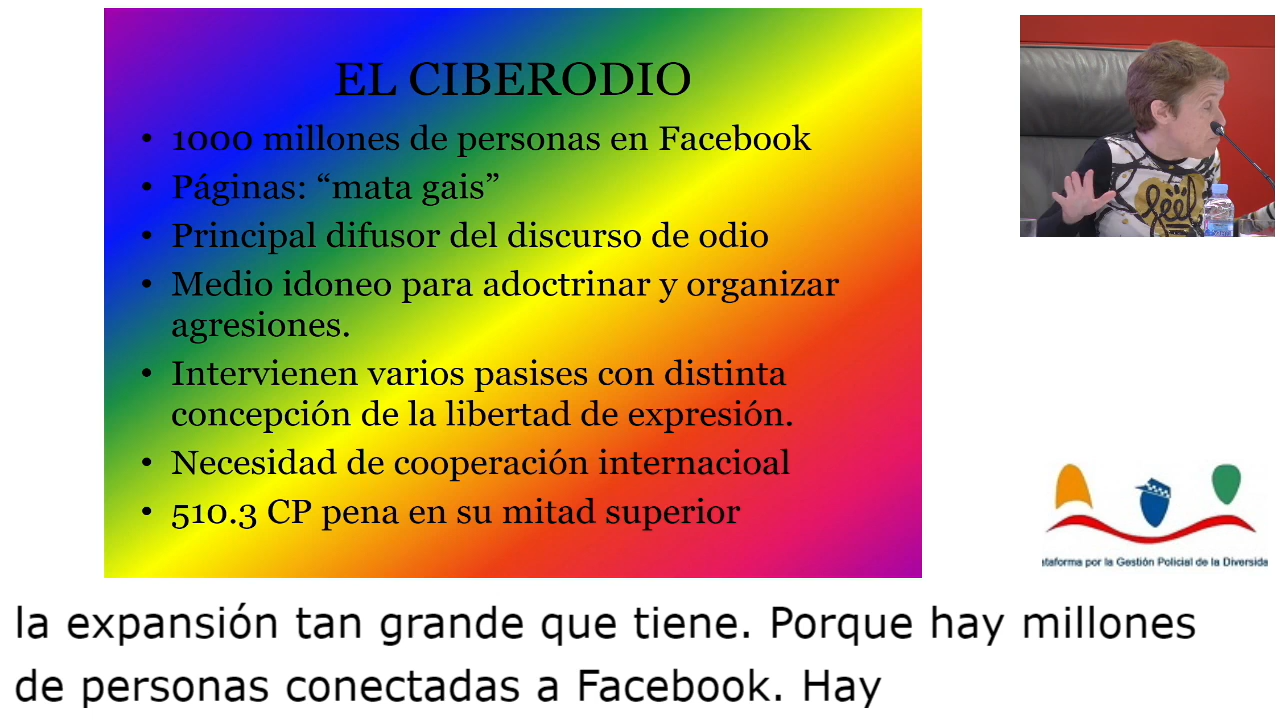 EL CIBERODIO
• 1000 millones de personas en Facebook
• Páginas: “mata gais”
• Principal difusor del discurso de odio
• Medio idoneo para adoctrinar y organizar
agresiones.
• Intervienen varios pasises con distinta
concepción de la libertad de expresión.
• Necesidad de cooperación internacioal
• 510.3 CP pena en su mitad superior
feel
ataforma por la Gestión Policial de la Diversida
la expansión tan grande que tiene. Porque hay millones
de personas conectadas a Facebook. Hay